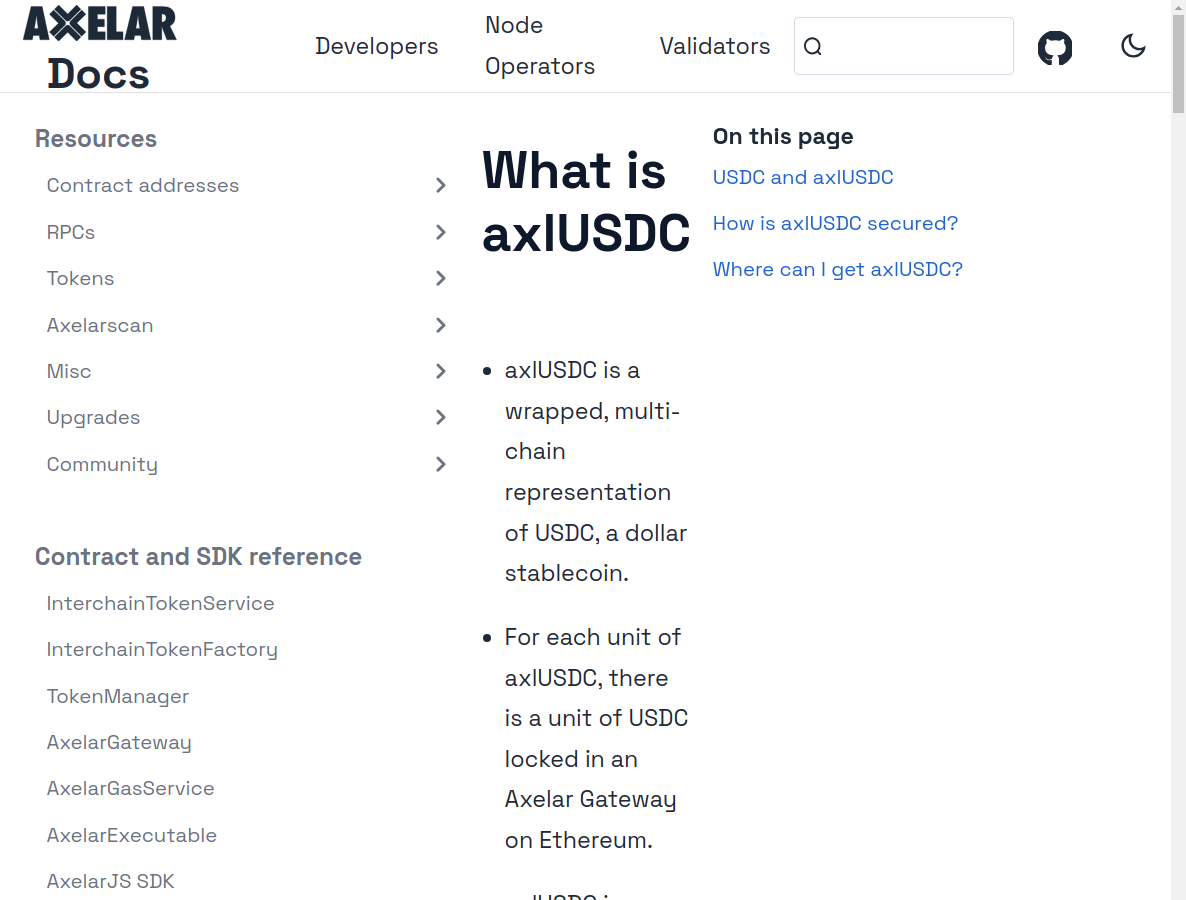 AXELAR
Docs
Developers
Node
Operators
Validators
Resources
Contract addresses
RPCs
Tokens
Axelarscan
Misc
Upgrades
Community
Contract and SDK reference
InterchainTokenService
InterchainTokenFactory
TokenManager
AxelarGateway
AxelarGasService
AxelarExecutable
AxelarJS SDK
What is
axlUSDC
• axlUSDC is a
wrapped, multi-
chain
representation
of USDC, a dollar
stablecoin.
• For each unit of
axlUSDC, there
is a unit of USDC
locked in an
Axelar Gateway
on Ethereum.
On this page
USDC and axlUSDC
How is axlUSDC secured?
Where can I get axlUSDC?